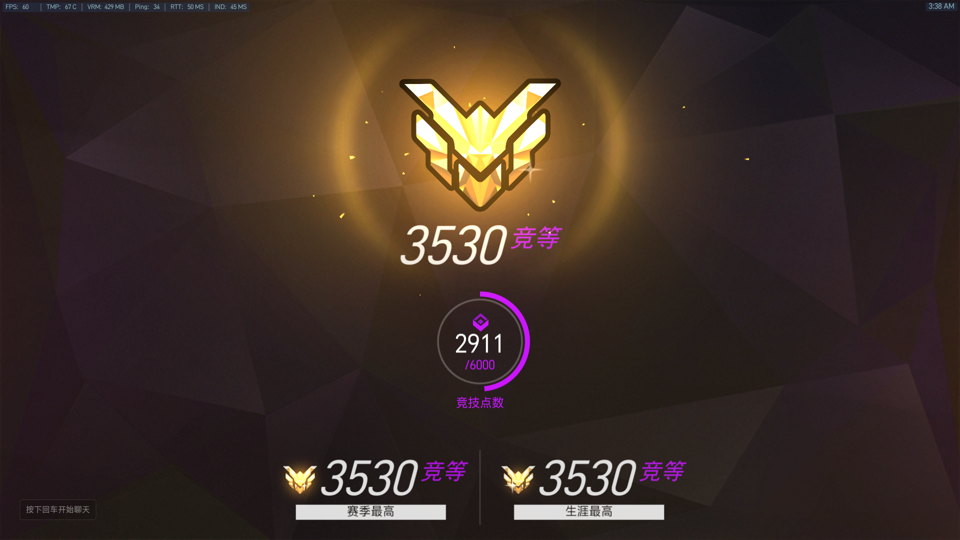 FPS: 60 | TMP: 67 C | VRM: 429 MB | Ping: 34 | RTT: 50 MS | IND: 45 MS
3:38 AM
3530 竞等
2911
/6000
竞技点数
3530 竞等
3530 竞等
赛季最高
生涯最高
按下回车开始聊天